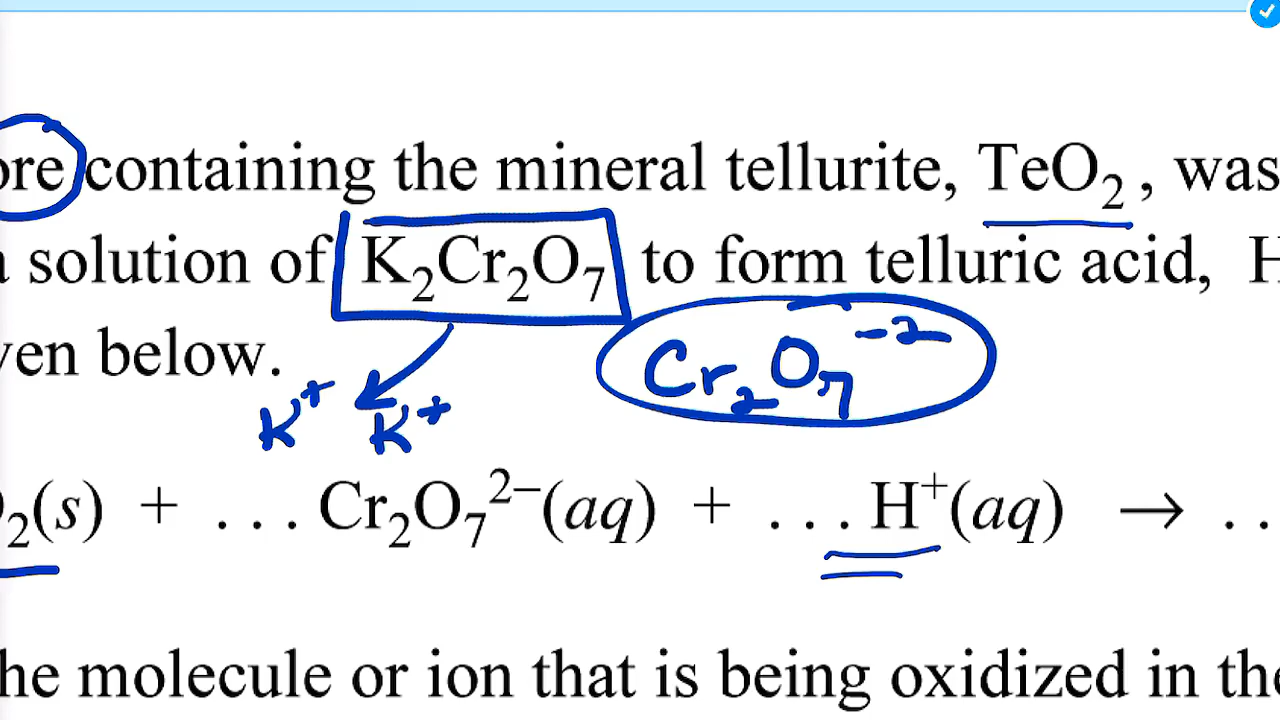 ore containing the mineral tellurite, TeO₂, was
a solution of K₂Cr₂O₇ to form telluric acid, H
ven below.
Cr₂O₇⁻²
K⁺ K⁺
O₂(s) + ... Cr₂O₇²⁻(aq) + ... H⁺(aq) → ..
he molecule or ion that is being oxidized in the